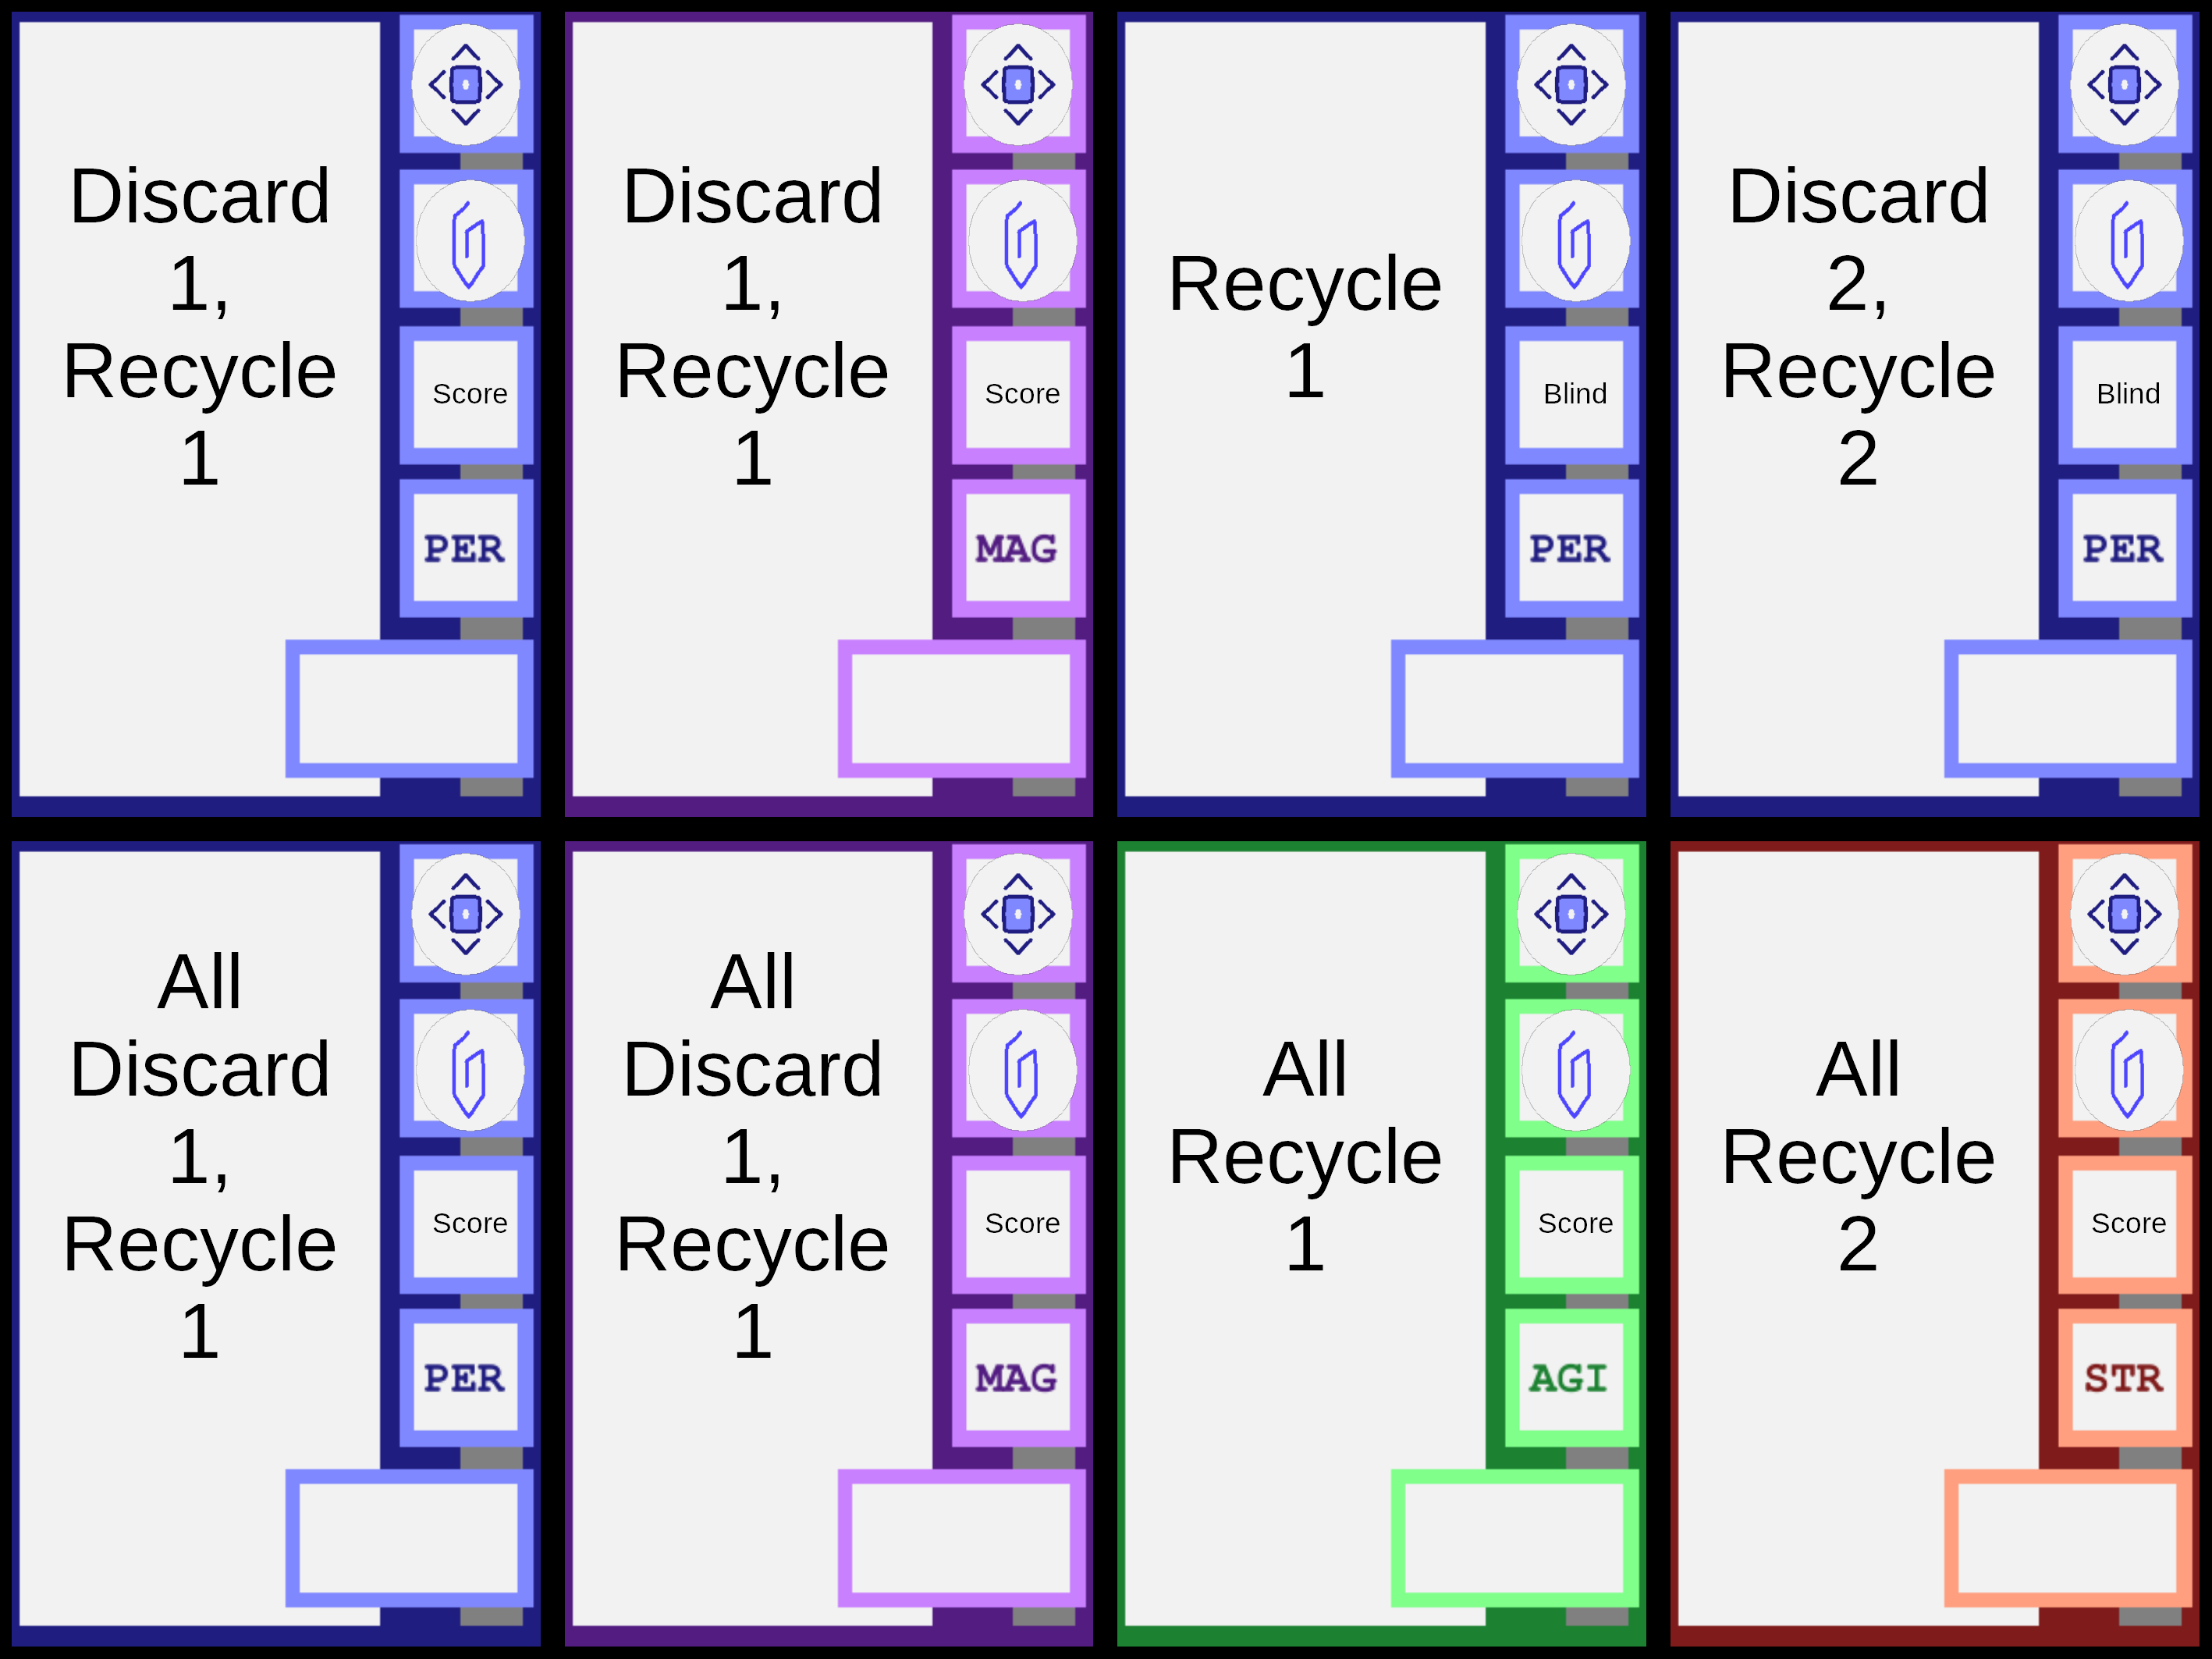 Discard
1,
Recycle
1
Score
PER
Discard
1,
Recycle
1
Score
MAG
Recycle
1
Blind
PER
Discard
2,
Recycle
2
Blind
PER
All
Discard
1,
Recycle
1
Score
PER
All
Discard
1,
Recycle
1
Score
MAG
All
Recycle
1
Score
AGI
All
Recycle
2
Score
STR